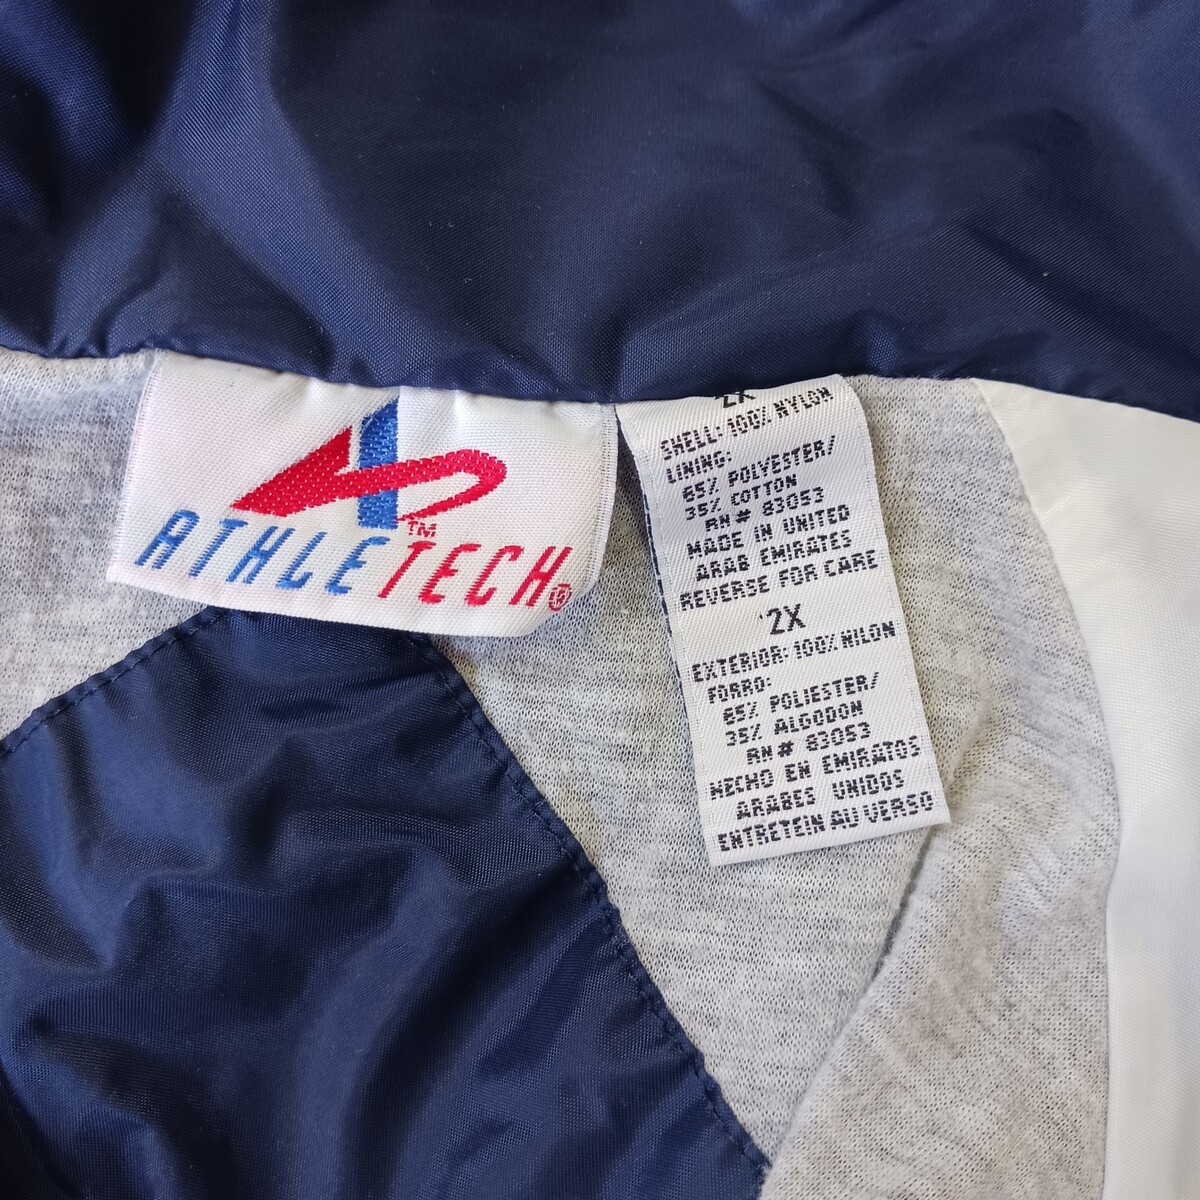 ATHLETECH®
™
2X
SHELL: 100% NYLON
LINING:
65% POLYESTER/
35% COTTON
RN# 83053
MADE IN UNITED
ARAB EMIRATES
REVERSE FOR CARE
2X
EXTERIOR: 100% NILON
FORRO:
65% POLIESTER/
35% ALGODON
RN# 83053
HECHO EN EMIRATOS
ARABES UNIDOS
ENTRETEIN AU VERSO